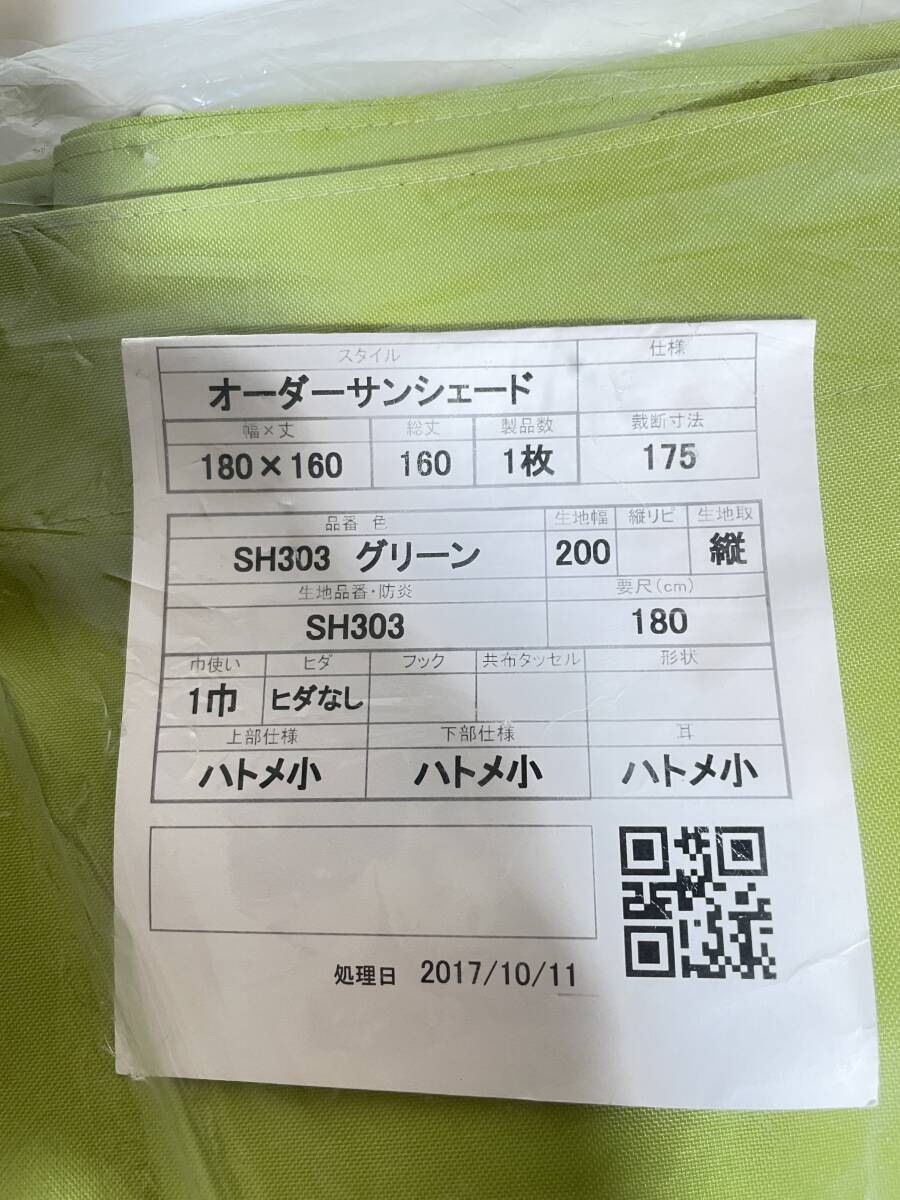 スタイル 仕様
オーダーサンシェード
幅×丈 総丈 製品数 裁断寸法
180×160 160 1枚 175
品番 色 生地幅 縦リピ 生地取
SH303 グリーン 200 縦
生地品番・防炎 要尺(cm)
SH303 180
巾使い ヒダ フック 共布タッセル 形状
1巾 ヒダなし
上部仕様 下部仕様 耳
ハトメ小 ハトメ小 ハトメ小
処理日 2017/10/11